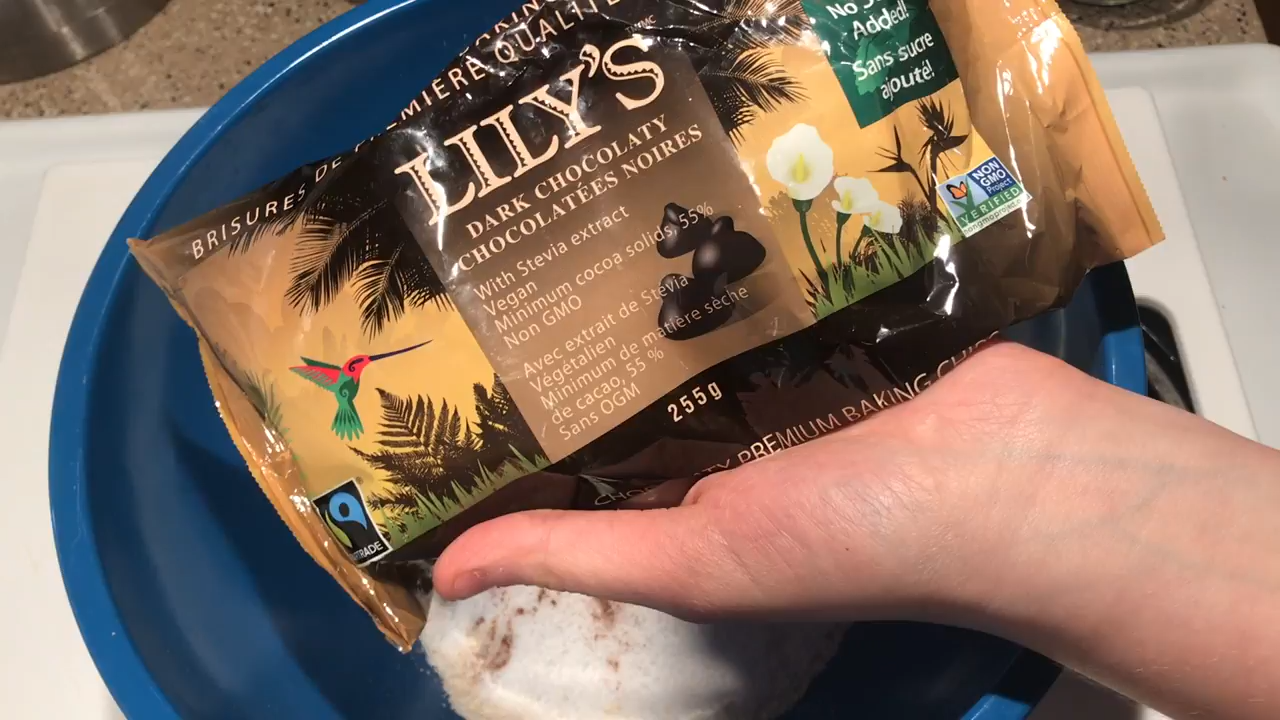 BRISURES DE PREMIÈRE QUALITÉ
LILY'S
DARK CHOCOLATY
CHOCOLATÉES NOIRES
With Stevia extract
Vegan
Minimum cocoa solids, 55%
Non GMO
Avec extrait de Stevia
Végétalien
Minimum de matière sèche
de cacao, 55 %
Sans OGM
255g
PREMIUM BAKING CHIPS
No
Added!
Sans sucre
ajouté!
NON
GMO
Project
VERIFIED